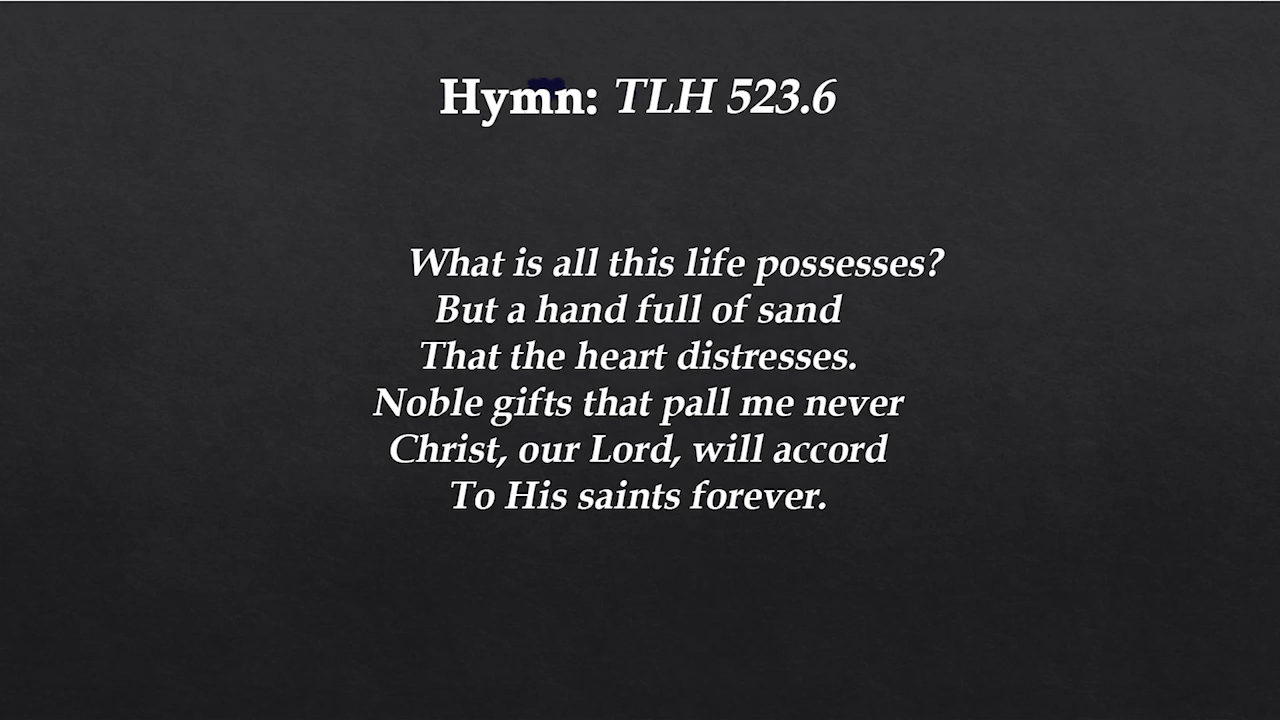 Hymn: TLH 523.6
What is all this life possesses?
But a hand full of sand
That the heart distresses.
Noble gifts that pall me never
Christ, our Lord, will accord
To His saints forever.